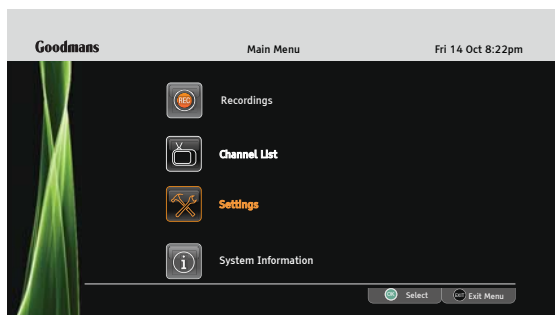 Goodmans Main Menu Fri 14 Oct 8:22pm
REC Recordings
Channel List
Settings
i System Information
OK Select EXIT Exit Menu